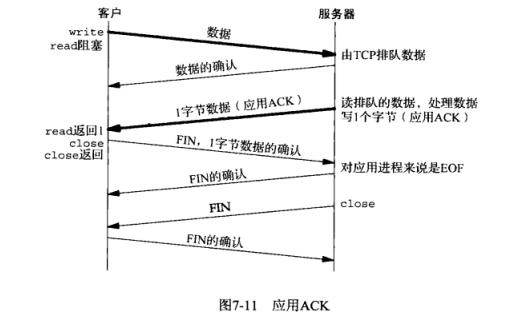 客户
服务器
write
read阻塞
数据
由TCP排队数据
数据的确认
1字节数据（应用ACK）
读排队的数据，处理数据
写1个字节（应用ACK）
read返回1
close
close返回
FIN，1字节数据的确认
对应用进程来说是EOF
FIN的确认
close
FIN
FIN的确认
图7-11 应用ACK